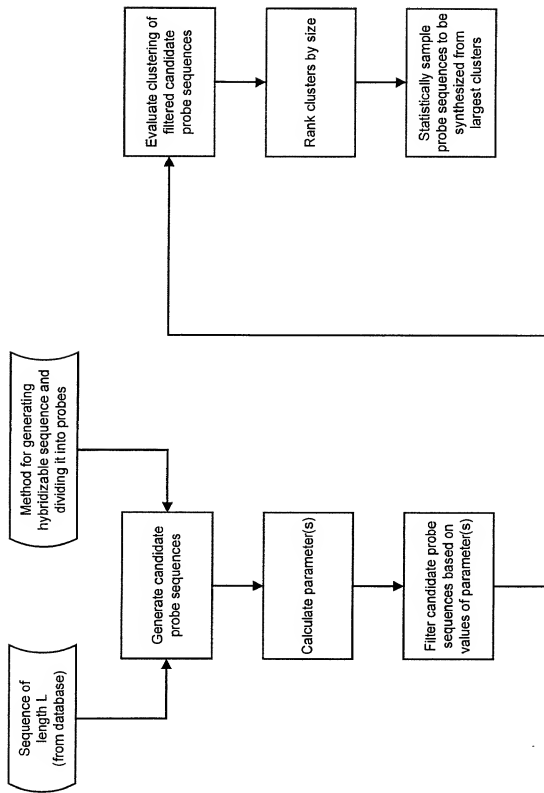 Sequence of
length L
(from database)
Method for generating
hybridizable sequence and
dividing it into probes
Generate candidate
probe sequences
Calculate parameter(s)
Filter candidate probe
sequences based on
values of parameter(s)
Evaluate clustering of
filtered candidate
probe sequences
Rank clusters by size
Statistically sample
probe sequences to be
synthesized from
largest clusters